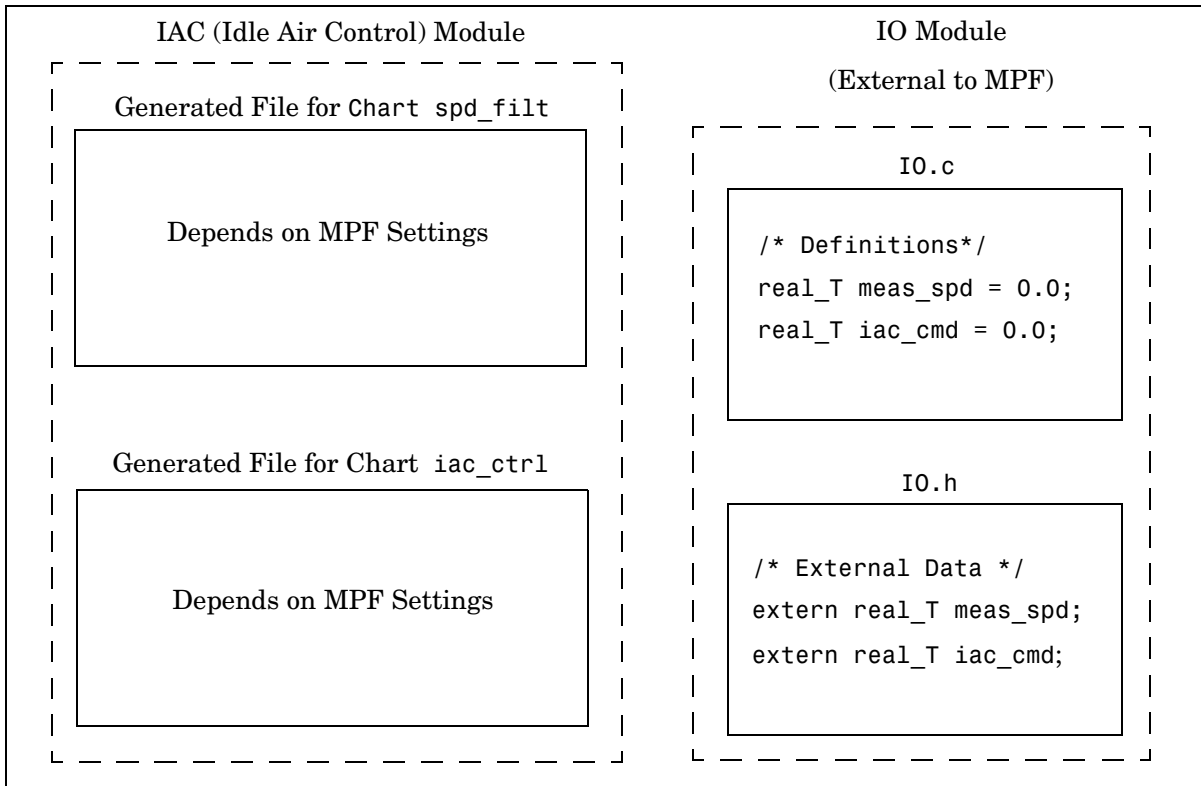 IAC (Idle Air Control) Module
Generated File for Chart spd_filt
Depends on MPF Settings
Generated File for Chart iac_ctrl
Depends on MPF Settings
IO Module
(External to MPF)
IO.c
/* Definitions*/
real_T meas_spd = 0.0;
real_T iac_cmd = 0.0;
IO.h
/* External Data */
extern real_T meas_spd;
extern real_T iac_cmd;